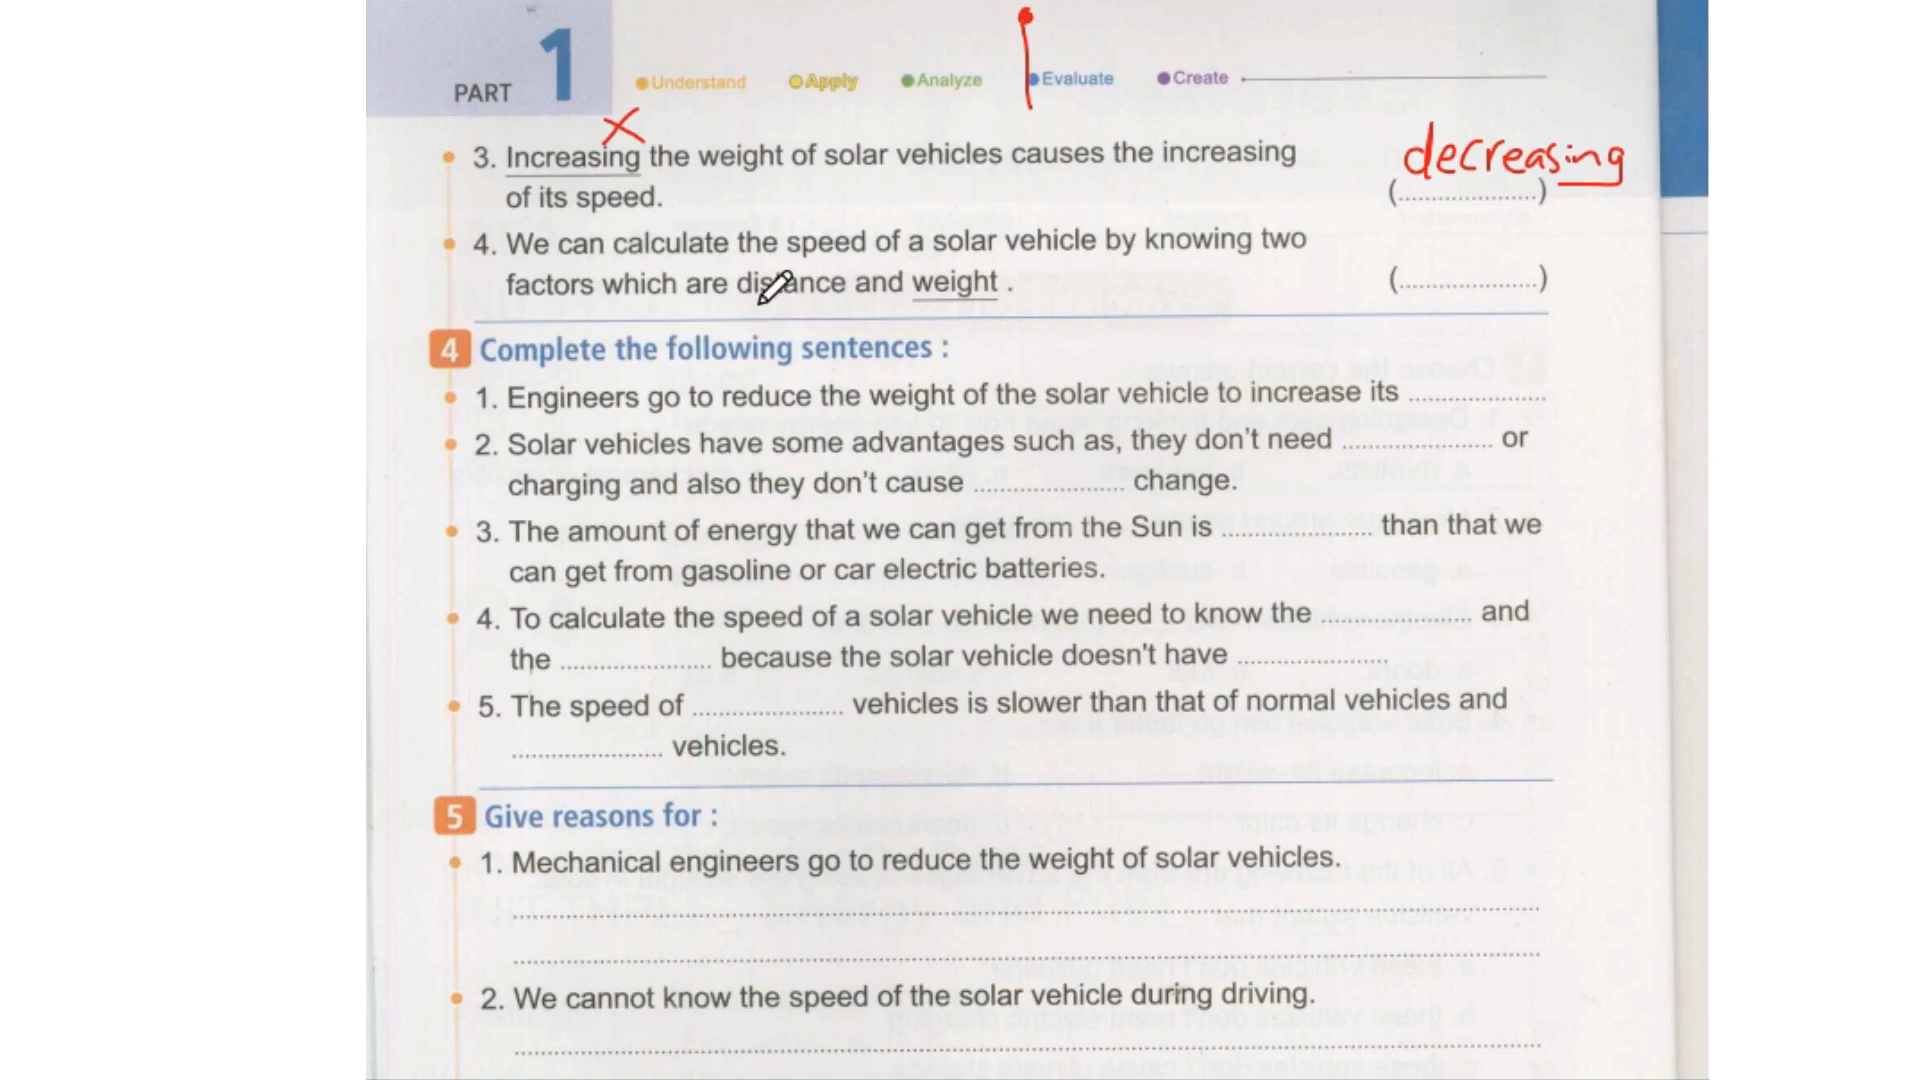 PART 1
Understand Apply Analyze Evaluate Create
3. Increasing the weight of solar vehicles causes the increasing
of its speed. (....................)
decreasing
4. We can calculate the speed of a solar vehicle by knowing two
factors which are distance and weight . (....................)
4 Complete the following sentences :
1. Engineers go to reduce the weight of the solar vehicle to increase its ....................
2. Solar vehicles have some advantages such as, they don't need .................... or
charging and also they don't cause .................... change.
3. The amount of energy that we can get from the Sun is .................... than that we
can get from gasoline or car electric batteries.
4. To calculate the speed of a solar vehicle we need to know the .................... and
the .................... because the solar vehicle doesn't have ....................
5. The speed of .................... vehicles is slower than that of normal vehicles and
.................... vehicles.
5 Give reasons for :
1. Mechanical engineers go to reduce the weight of solar vehicles.
2. We cannot know the speed of the solar vehicle during driving.